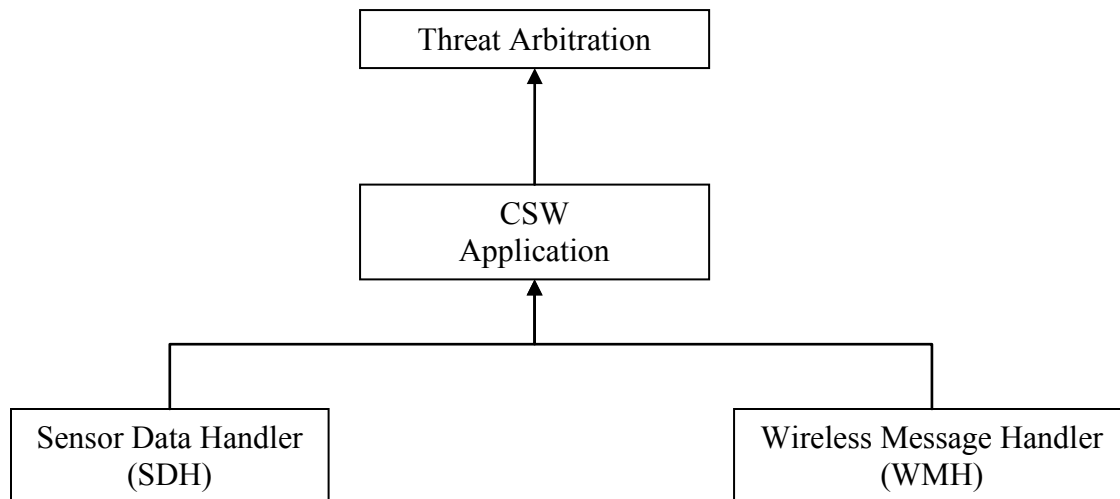 Threat Arbitration
CSW
Application
Sensor Data Handler
(SDH)
Wireless Message Handler
(WMH)